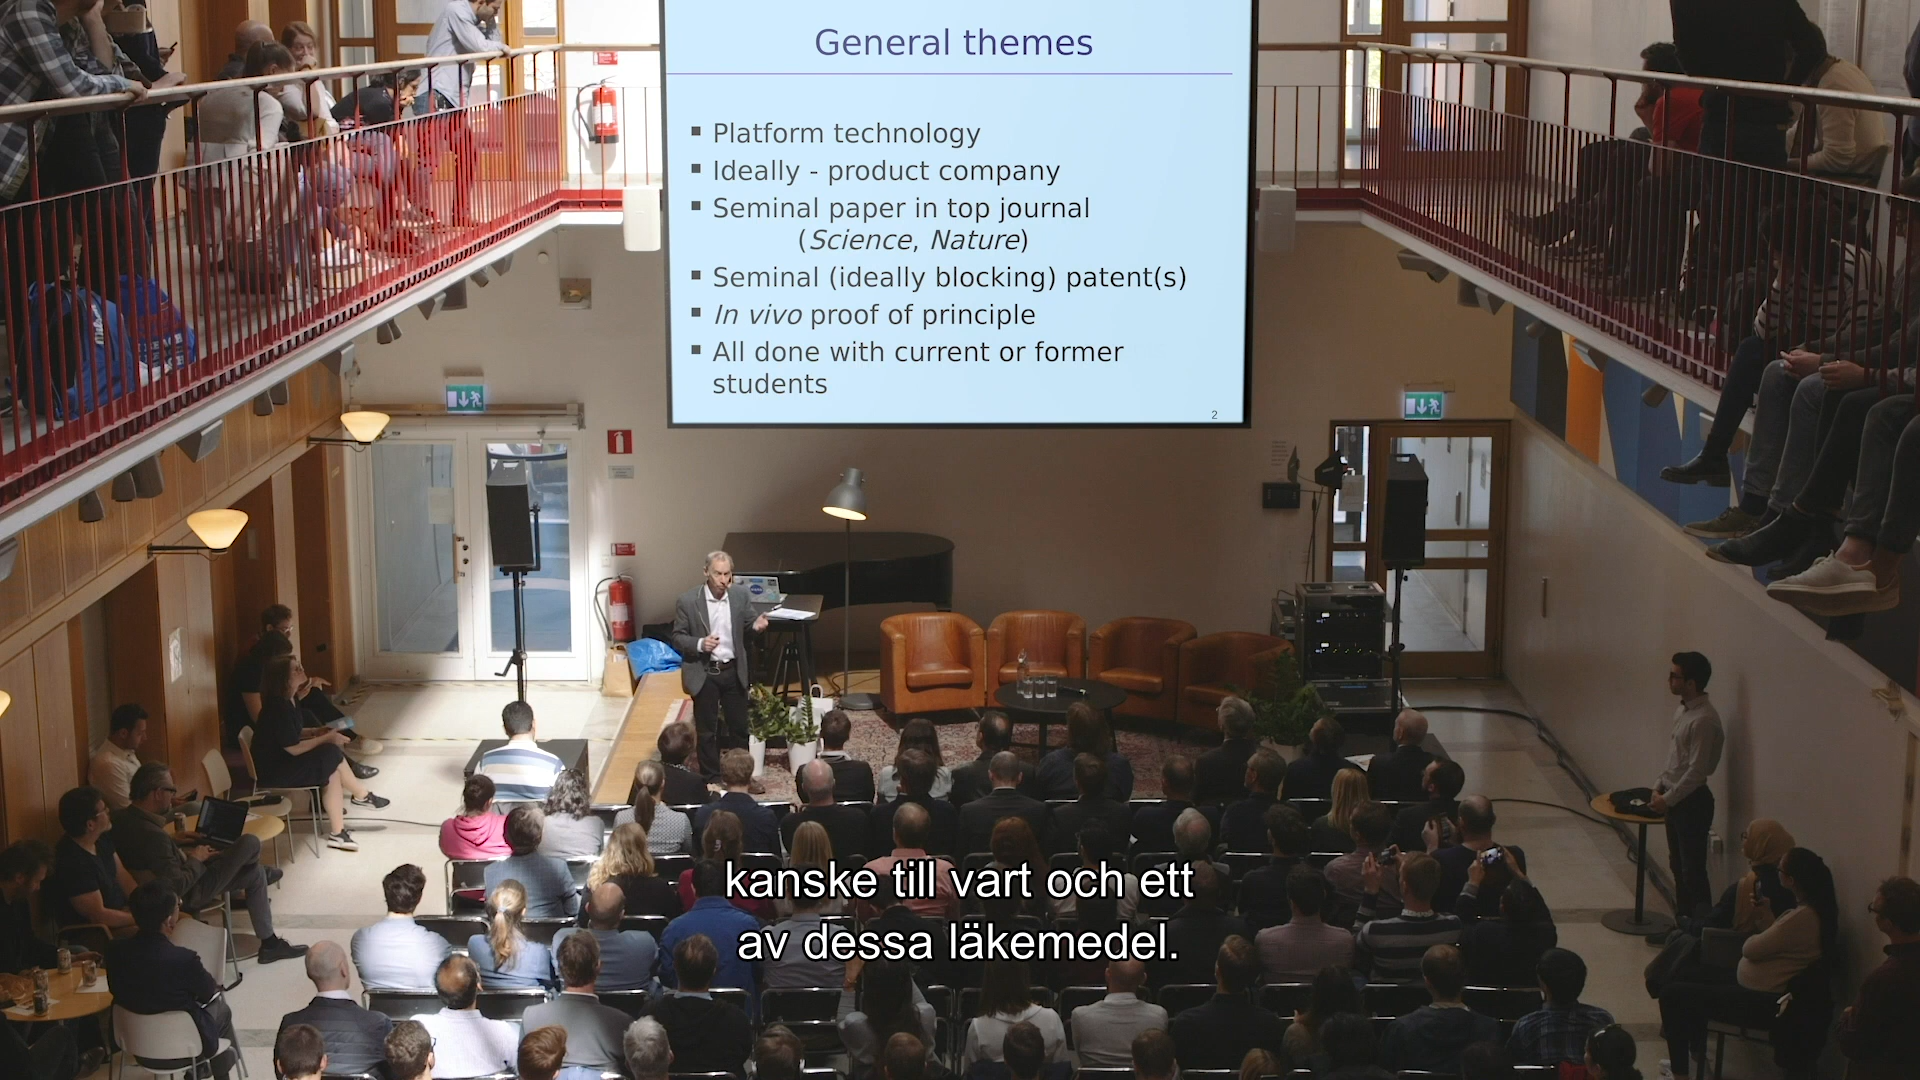 General themes
▪ Platform technology
▪ Ideally - product company
▪ Seminal paper in top journal
(Science, Nature)
▪ Seminal (ideally blocking) patent(s)
▪ In vivo proof of principle
▪ All done with current or former
students
2
kanske till vart och ett
av dessa läkemedel.